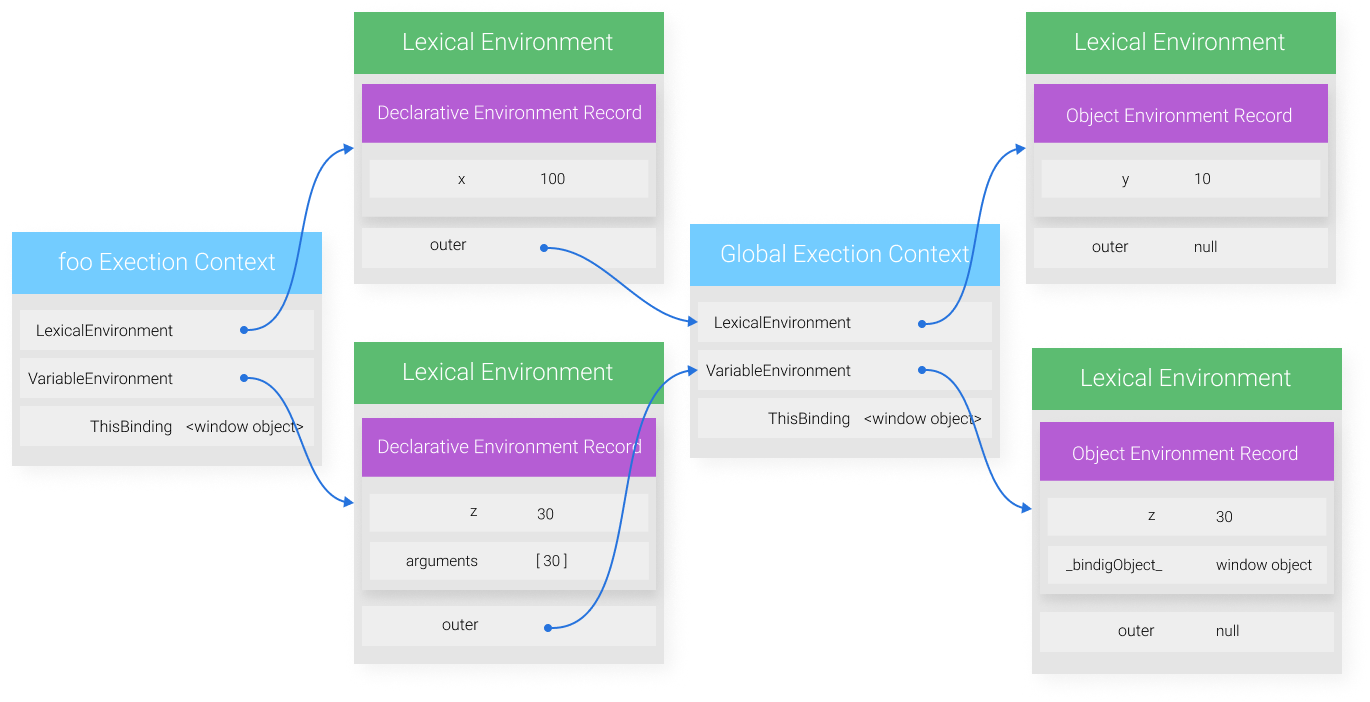 foo Exection Context
LexicalEnvironment
VariableEnvironment
ThisBinding <window object>
Lexical Environment
Declarative Environment Record
x 100
outer
Lexical Environment
Declarative Environment Record
z 30
arguments [ 30 ]
outer
Global Exection Context
LexicalEnvironment
VariableEnvironment
ThisBinding <window object>
Lexical Environment
Object Environment Record
y 10
outer null
Lexical Environment
Object Environment Record
z 30
_bindigObject_ window object
outer null